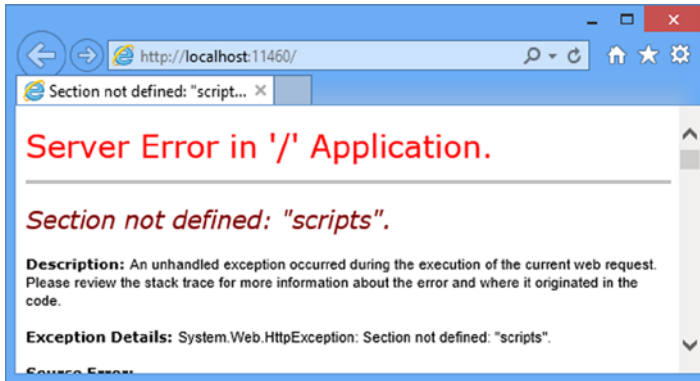 http://localhost:11460/
Section not defined: "script...
Server Error in '/' Application.
Section not defined: "scripts".
Description: An unhandled exception occurred during the execution of the current web request.
Please review the stack trace for more information about the error and where it originated in the
code.
Exception Details: System.Web.HttpException: Section not defined: "scripts".
Source Error: